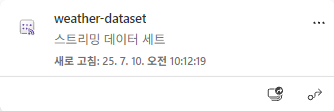 weather-dataset
스트리밍 데이터 세트
새로 고침: 25. 7. 10. 오전 10:12:19